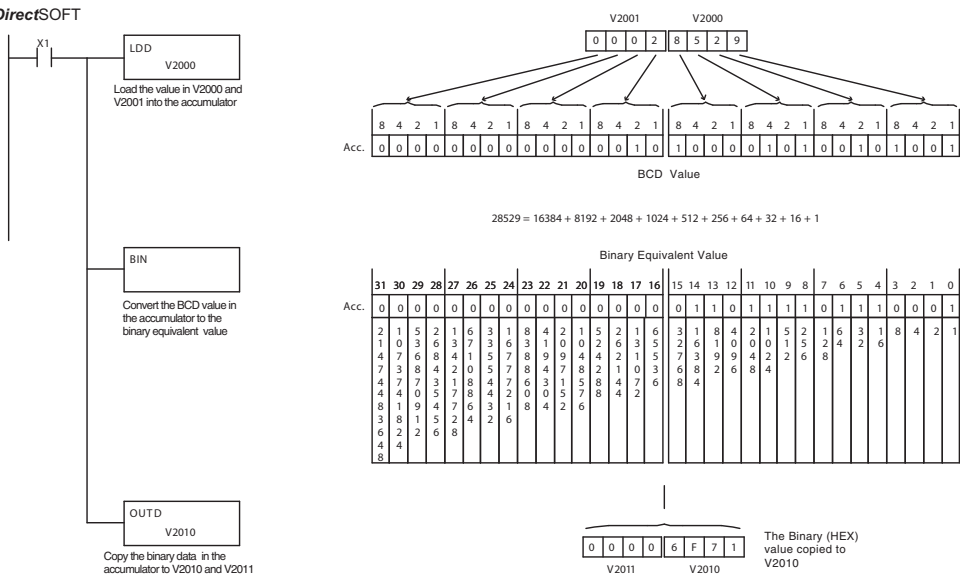 DirectSOFT
X1
LDD
V2000
Load the value in V2000 and
V2001 into the accumulator
BIN
Convert the BCD value in
the accumulator to the
binary equivalent value
OUTD
V2010
Copy the binary data in the
accumulator to V2010 and V2011
V2001 V2000
0 0 0 2 8 5 2 9
8 4 2 1 8 4 2 1 8 4 2 1 8 4 2 1 8 4 2 1 8 4 2 1 8 4 2 1 8 4 2 1
Acc. 0 0 0 0 0 0 0 0 0 0 0 0 0 0 1 0 1 0 0 0 0 1 0 1 0 0 1 0 1 0 0 1
BCD Value
28529 = 16384 + 8192 + 2048 + 1024 + 512 + 256 + 64 + 32 + 16 + 1
Binary Equivalent Value
31 30 29 28 27 26 25 24 23 22 21 20 19 18 17 16 15 14 13 12 11 10 9 8 7 6 5 4 3 2 1 0
Acc. 0 0 0 0 0 0 0 0 0 0 0 0 0 0 0 0 0 1 1 0 1 1 1 1 0 1 1 1 0 0 0 1
2147483648 1073741824 536870912 268435456 134217728 67108864 33554432 16777216 8388608 4194304 2097152 1048576 524288 262144 131072 65536 32768 16384 8192 4096 2048 1024 512 256 128 64 32 16 8 4 2 1
0 0 0 0 6 F 7 1
V2011 V2010
The Binary (HEX)
value copied to
V2010